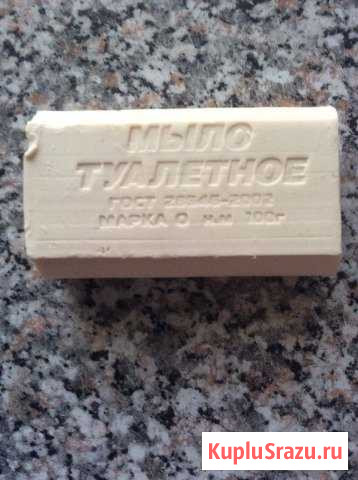 МЫЛО
ТУАЛЕТНОЕ
ГОСТ 28546-2002
МАРКА О н.м 100г
KupluSrazu.ru